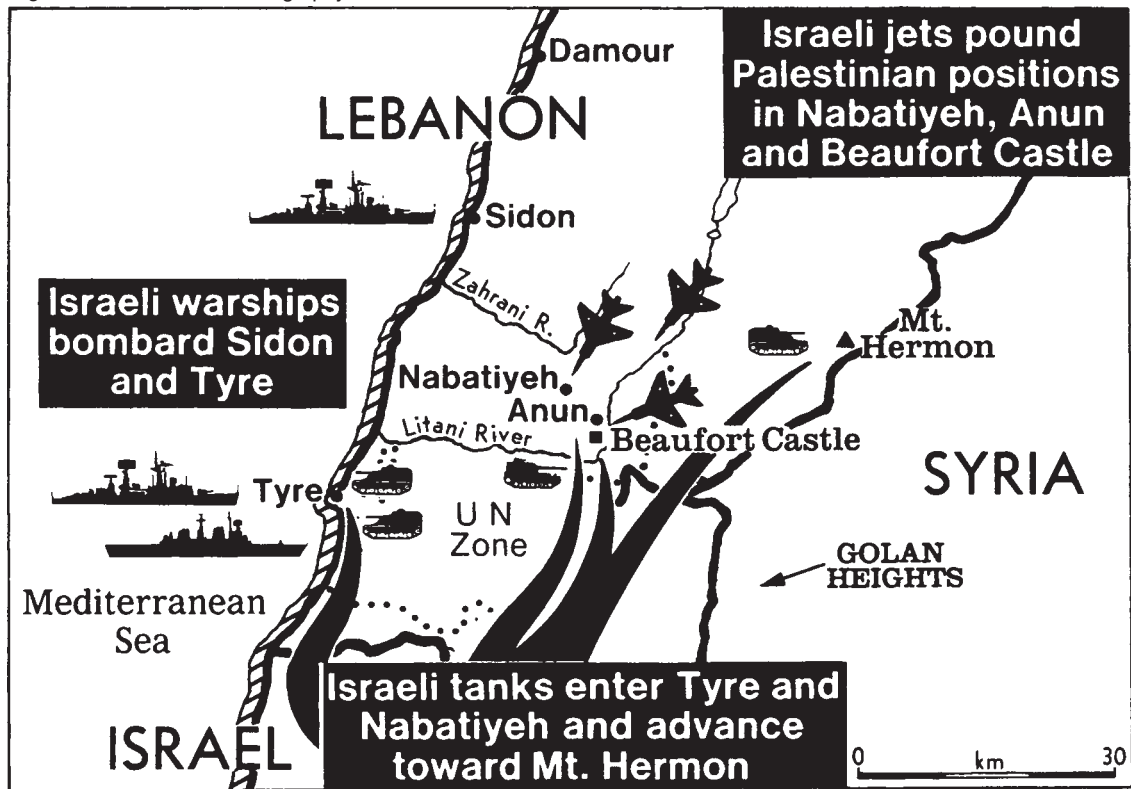 Damour
LEBANON
Israeli jets pound
Palestinian positions
in Nabatiyeh, Anun
and Beaufort Castle
Sidon
Zahrani R.
Israeli warships
bombard Sidon
and Tyre
Mt.
Hermon
Nabatiyeh
Anun
Litani River
Beaufort Castle
Tyre
U N
Zone
SYRIA
GOLAN
HEIGHTS
Mediterranean
Sea
ISRAEL
Israeli tanks enter Tyre and
Nabatiyeh and advance
toward Mt. Hermon
0 km 30